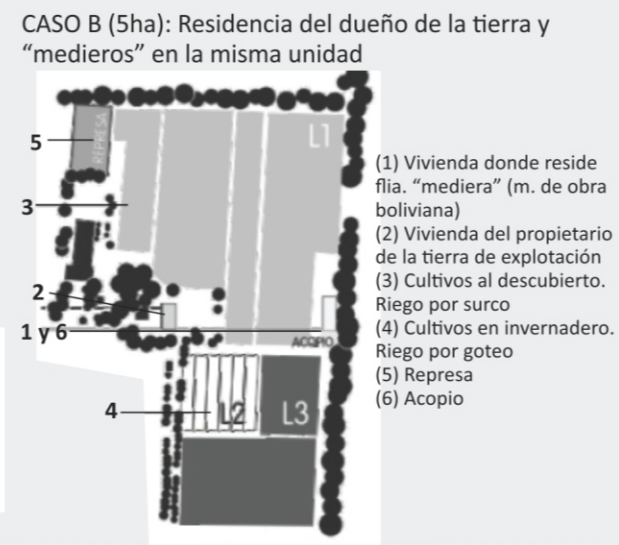 CASO B (5ha): Residencia del dueño de la tierra y
“medieros” en la misma unidad
REPRESA
L1
5
3
2
1 y 6
ACOPIO
4
L2
L3
(1) Vivienda donde reside
flia. “mediera” (m. de obra
boliviana)
(2) Vivienda del propietario
de la tierra de explotación
(3) Cultivos al descubierto.
Riego por surco
(4) Cultivos en invernadero.
Riego por goteo
(5) Represa
(6) Acopio